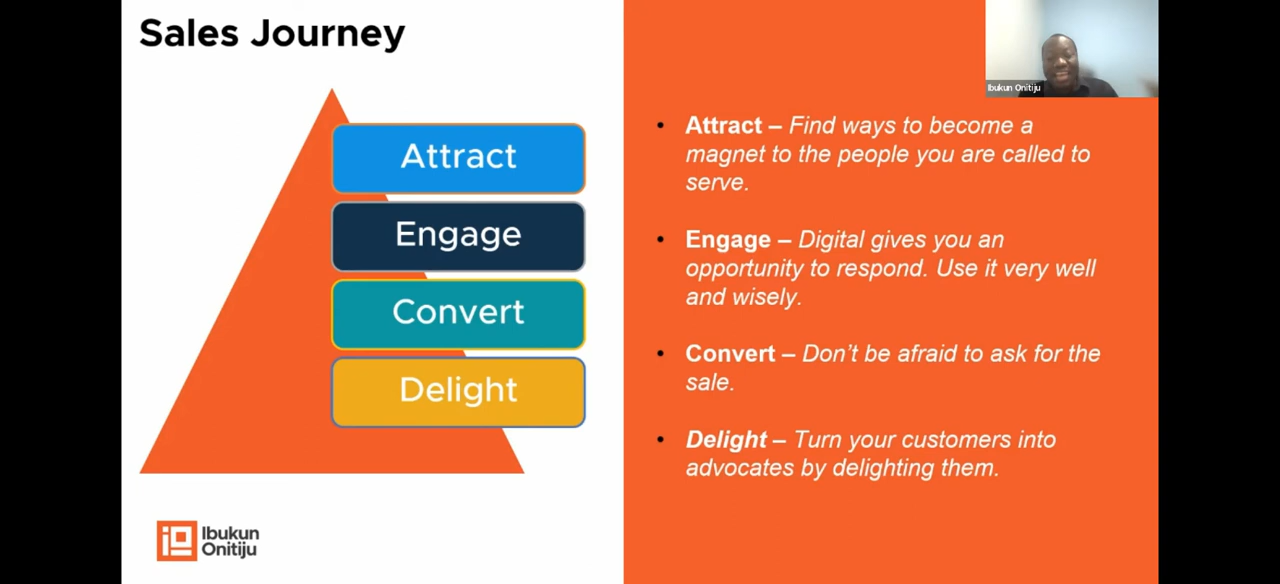 Sales Journey
Attract
Engage
Convert
Delight
Ibukun
Onitiju
Ibukun Onitiju
• Attract – Find ways to become a
magnet to the people you are called to
serve.
• Engage – Digital gives you an
opportunity to respond. Use it very well
and wisely.
• Convert – Don’t be afraid to ask for the
sale.
• Delight – Turn your customers into
advocates by delighting them.